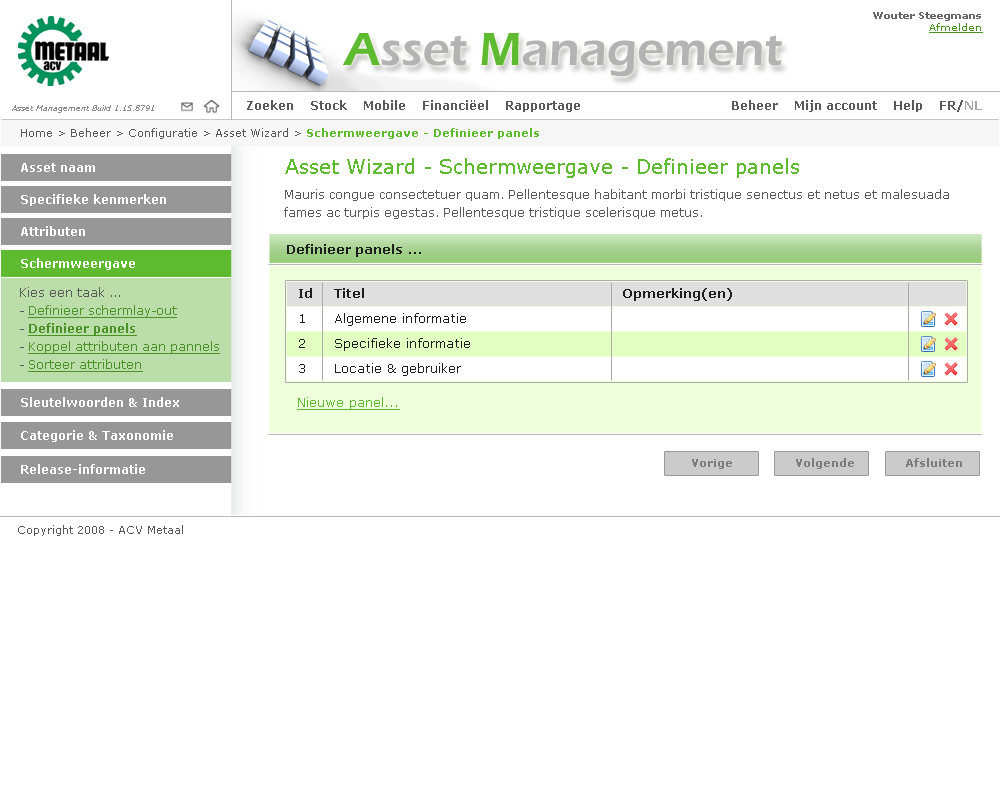 METAAL
acv
Asset Management Build 1.15.8791
Asset Management
Wouter Steegmans
Afmelden
Zoeken Stock Mobile Financiëel Rapportage Beheer Mijn account Help FR/NL
Home > Beheer > Configuratie > Asset Wizard > Schermweergave - Definieer panels
Asset naam
Specifieke kenmerken
Attributen
Schermweergave
Kies een taak ...
- Definieer schermlay-out
- Definieer panels
- Koppel attributen aan pannels
- Sorteer attributen
Sleutelwoorden & Index
Categorie & Taxonomie
Release-informatie
Asset Wizard - Schermweergave - Definieer panels
Mauris congue consectetuer quam. Pellentesque habitant morbi tristique senectus et netus et malesuada
fames ac turpis egestas. Pellentesque tristique scelerisque metus.
Definieer panels ...
Id Titel Opmerking(en)
1 Algemene informatie
2 Specifieke informatie
3 Locatie & gebruiker
Nieuwe panel...
Vorige Volgende Afsluiten
Copyright 2008 - ACV Metaal